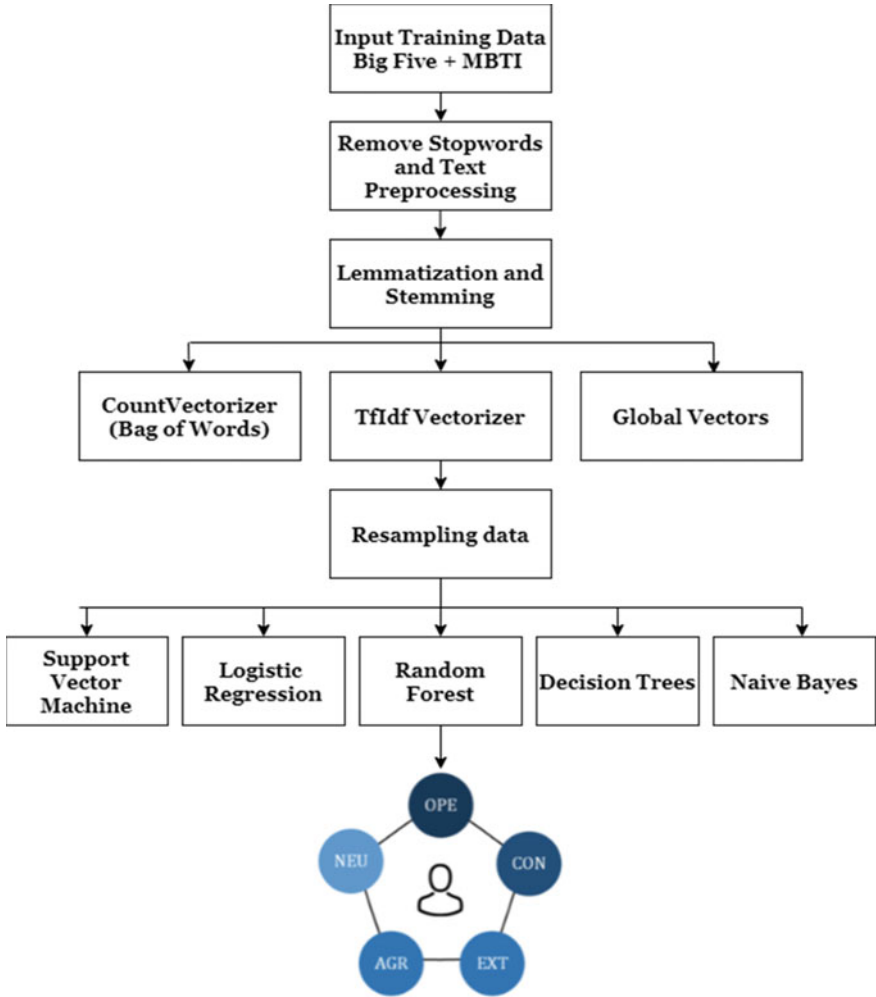 Input Training Data
Big Five + MBTI
Remove Stopwords
and Text
Preprocessing
Lemmatization and
Stemming
CountVectorizer
(Bag of Words)
TfIdf Vectorizer
Global Vectors
Resampling data
Support
Vector
Machine
Logistic
Regression
Random
Forest
Decision Trees
Naive Bayes
OPE
NEU
CON
AGR
EXT